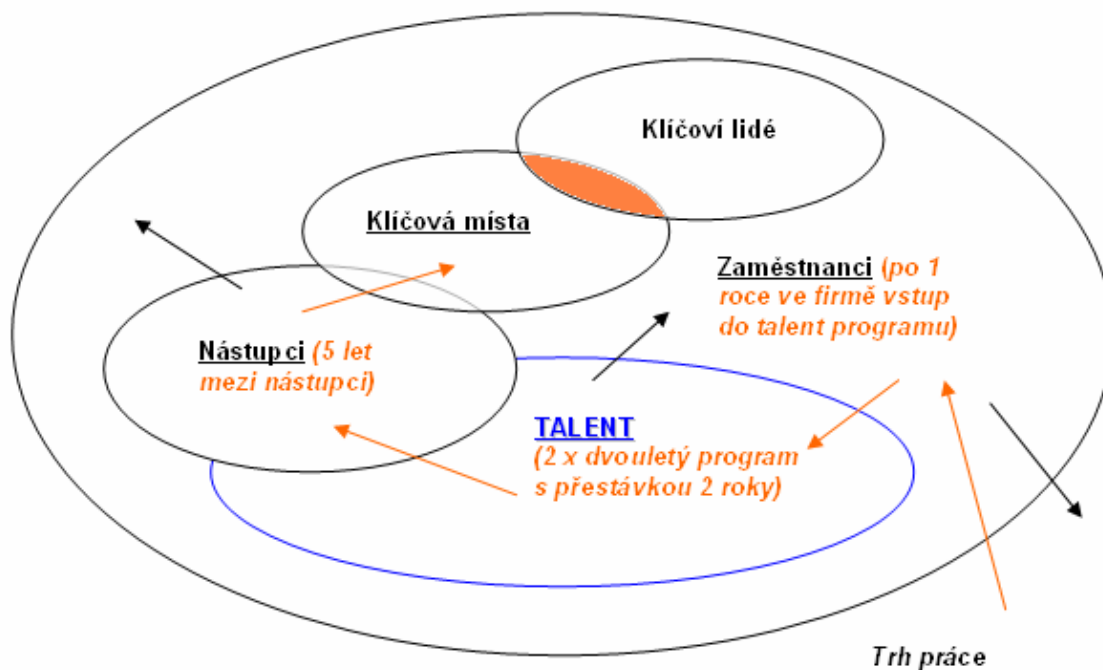 Klíčoví lidé
Klíčová místa
Zaměstnanci (po 1
roce ve firmě vstup
do talent programu)
Nástupci (5 let
mezi nástupci)
TALENT
(2 x dvouletý program
s přestávkou 2 roky)
Trh práce